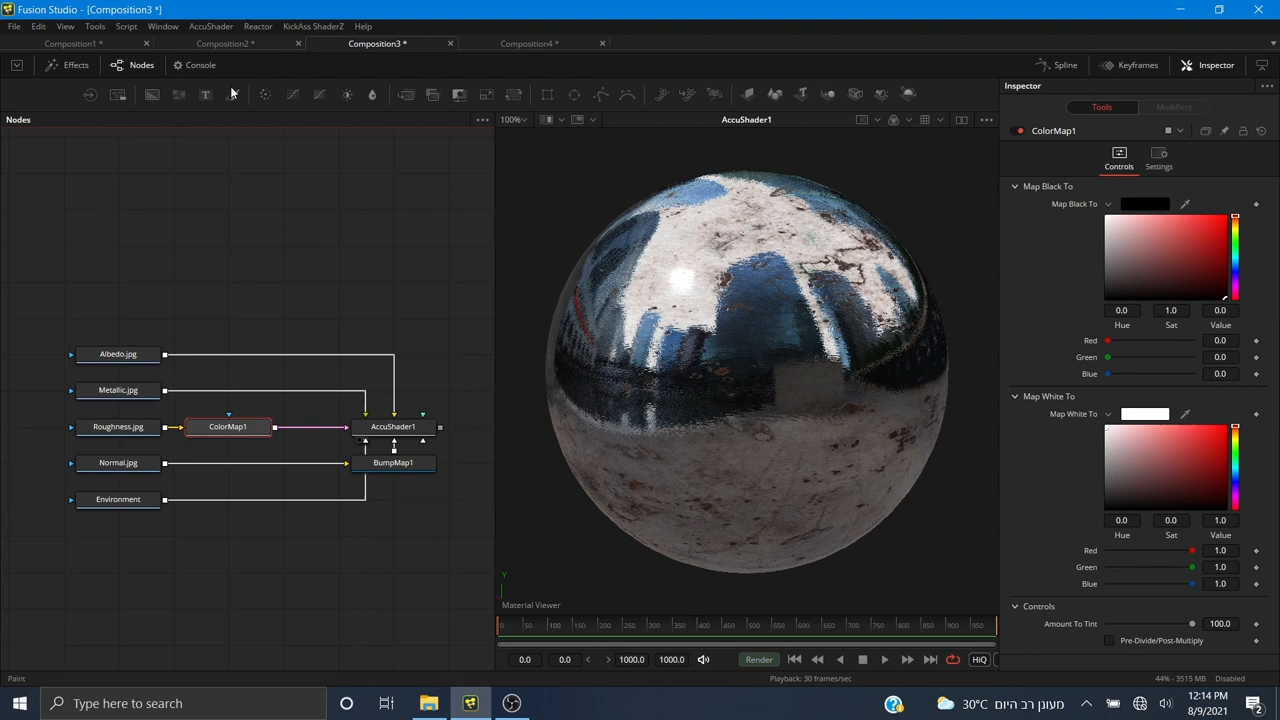 Fusion Studio - [Composition3 *]
File Edit View Tools Script Window AccuShader Reactor KickAss ShaderZ Help
Composition1 * Composition2 * Composition3 * Composition4 *
Effects Nodes Console Spline Keyframes Inspector
Nodes
100%
AccuShader1
Albedo.jpg
Metallic.jpg
Roughness.jpg
ColorMap1
AccuShader1
Normal.jpg
BumpMap1
Environment
Y
Material Viewer
0 50 100 150 200 250 300 350 400 450 500 550 600 650 700 750 800 850 900 950
0.0 0.0 1000.0 1000.0 Render HiQ
Inspector
Tools Modifiers
ColorMap1
Controls Settings
Map Black To
Map Black To
0.0 1.0 0.0
Hue Sat Value
Red 0.0
Green 0.0
Blue 0.0
Map White To
Map White To
0.0 0.0 1.0
Hue Sat Value
Red 1.0
Green 1.0
Blue 1.0
Controls
Amount To Tint 100.0
Pre-Divide/Post-Multiply
Paint
Playback: 30 frames/sec
44% - 3515 MB Disabled
Type here to search
30°C מעונן רב היום
12:14 PM
8/9/2021
2